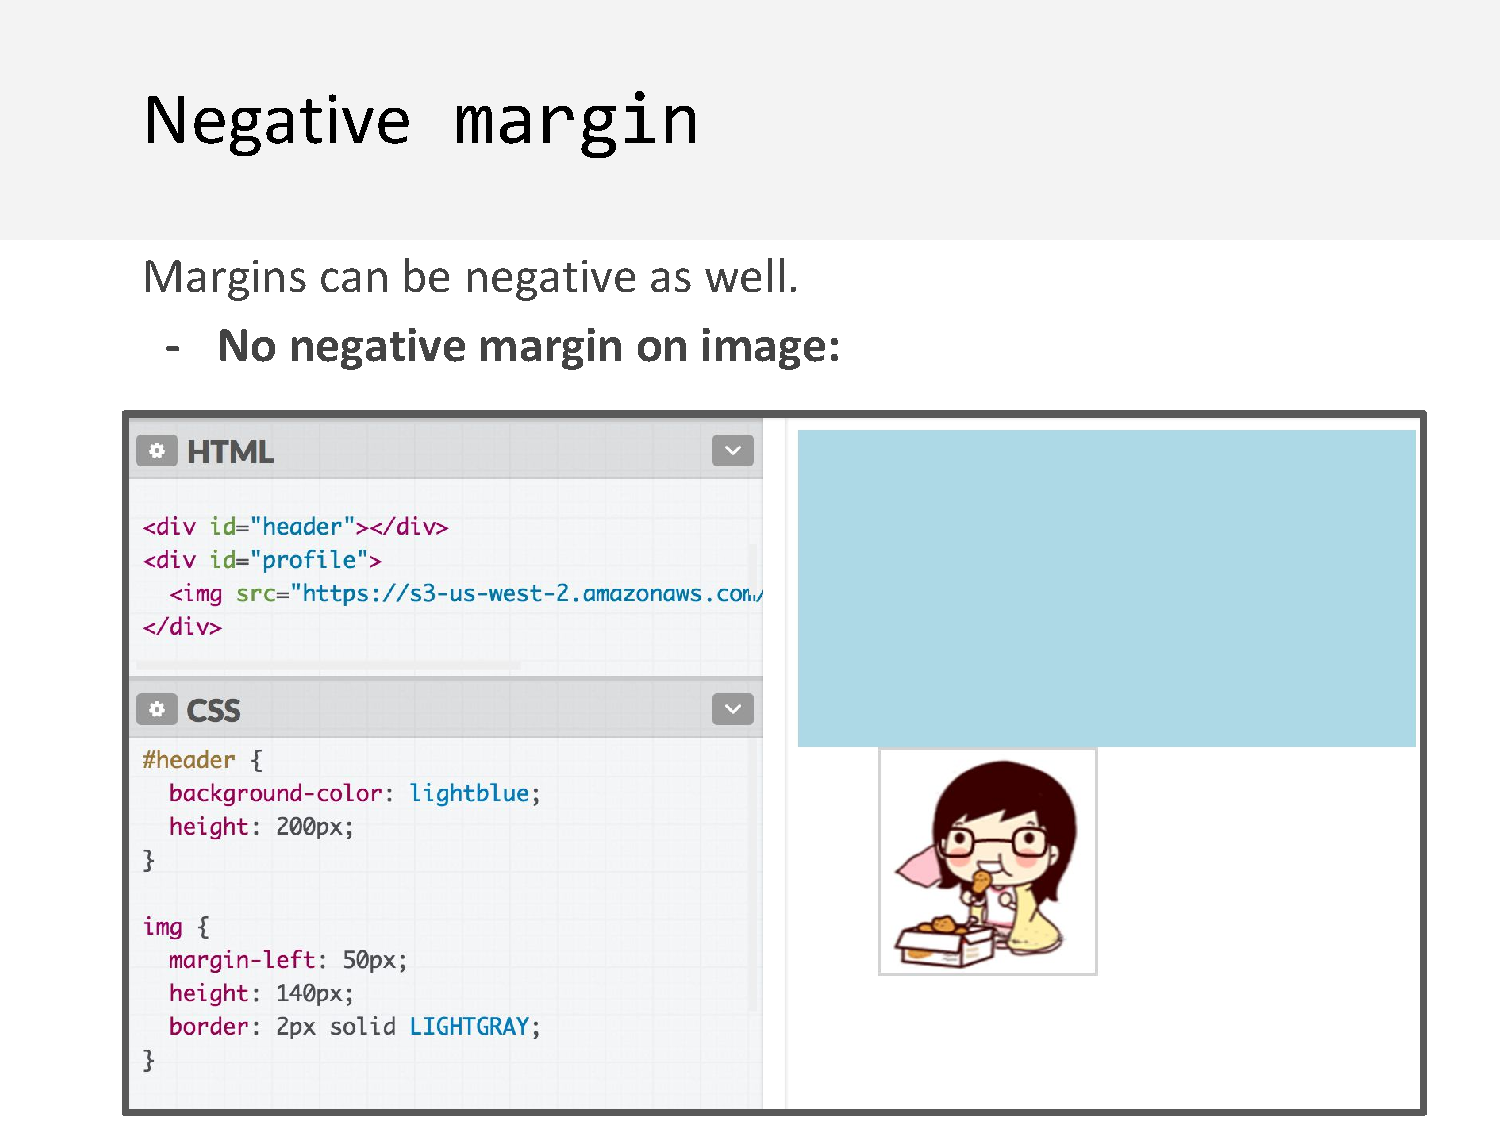 Negative margin
Margins can be negative as well.
- No negative margin on image:
HTML
<div id="header"></div>
<div id="profile">
<img src="https://s3-us-west-2.amazonaws.com/
</div>
CSS
#header {
background-color: lightblue;
height: 200px;
}
img {
margin-left: 50px;
height: 140px;
border: 2px solid LIGHTGRAY;
}